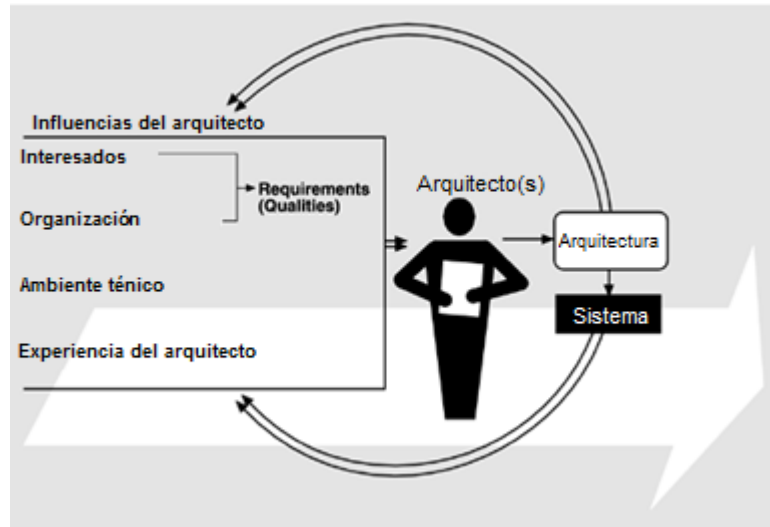 Influencias del arquitecto
Interesados
Requirements
(Qualities)
Organización
Ambiente ténico
Experiencia del arquitecto
Arquitecto(s)
Arquitectura
Sistema